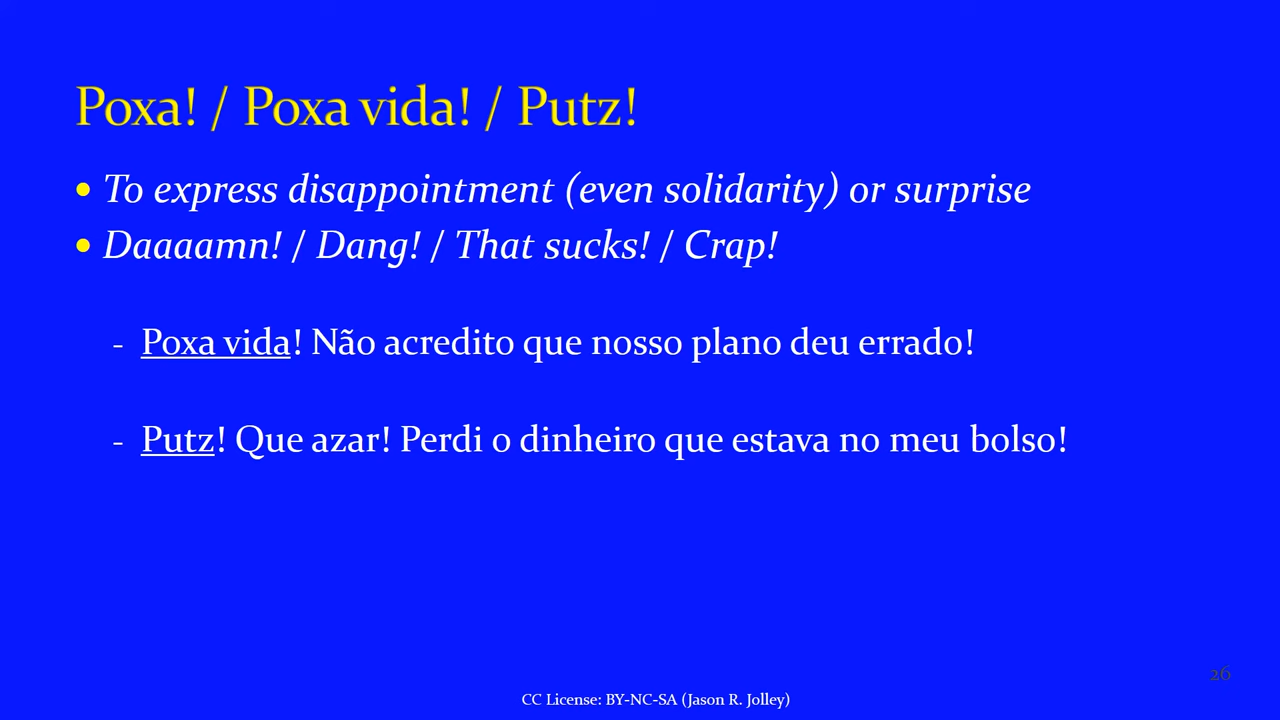 Poxa! / Poxa vida! / Putz!
• To express disappointment (even solidarity) or surprise
• Daaaamn! / Dang! / That sucks! / Crap!
- Poxa vida! Não acredito que nosso plano deu errado!
- Putz! Que azar! Perdi o dinheiro que estava no meu bolso!
26
CC License: BY-NC-SA (Jason R. Jolley)